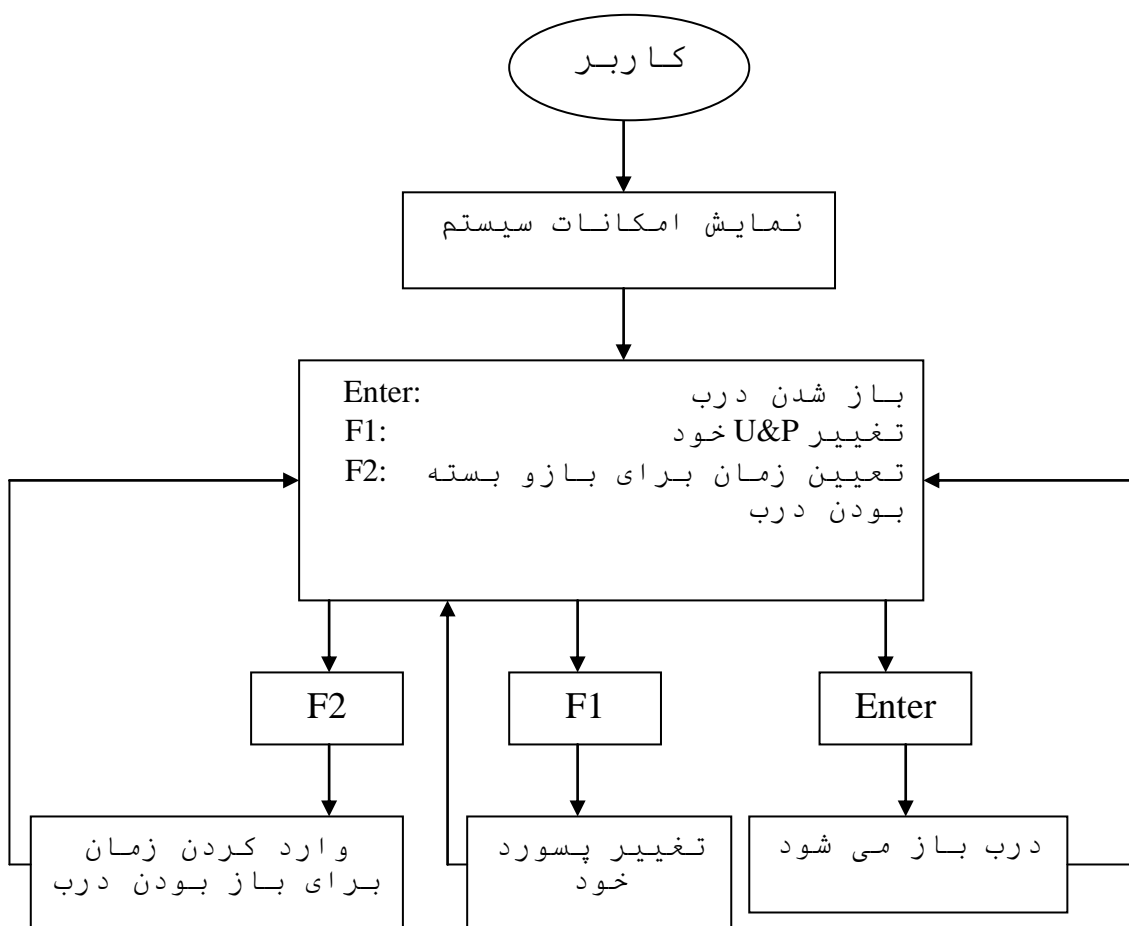 کاربر
نمایش امکانات سیستم
Enter: باز شدن درب
F1: تغییر U&P خود
F2: تعیین زمان برای بازو بسته
بودن درب
F2
F1
Enter
وارد کردن زمان
برای باز بودن درب
تغییر پسورد
خود
درب باز می شود